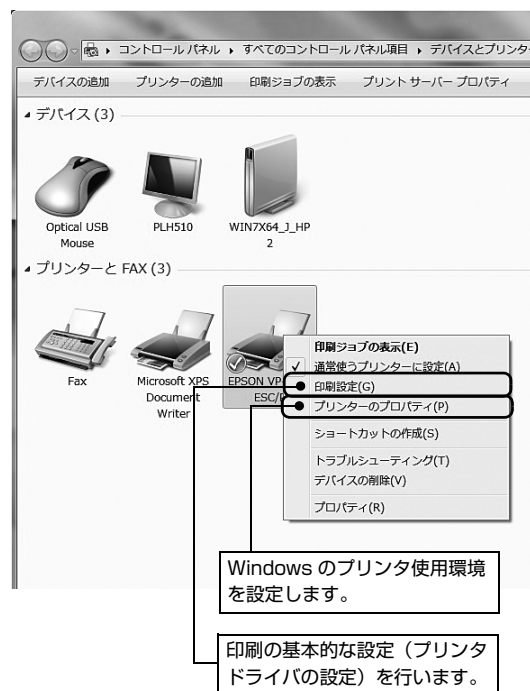 コントロール パネル ▸ すべてのコントロール パネル項目 ▸ デバイスとプリンター
デバイスの追加 プリンターの追加 印刷ジョブの表示 プリント サーバー プロパティ
デバイス (3)
Optical USB
Mouse
PLH510
WIN7X64_J_HP
2
プリンターと FAX (3)
Fax
Microsoft XPS
Document
Writer
EPSON VP
ESC/P
印刷ジョブの表示(E)
通常使うプリンターに設定(A)
印刷設定(G)
プリンターのプロパティ(P)
ショートカットの作成(S)
トラブルシューティング(T)
デバイスの削除(V)
プロパティ(R)
Windows のプリンタ使用環境
を設定します。
印刷の基本的な設定（プリンタ
ドライバの設定）を行います。